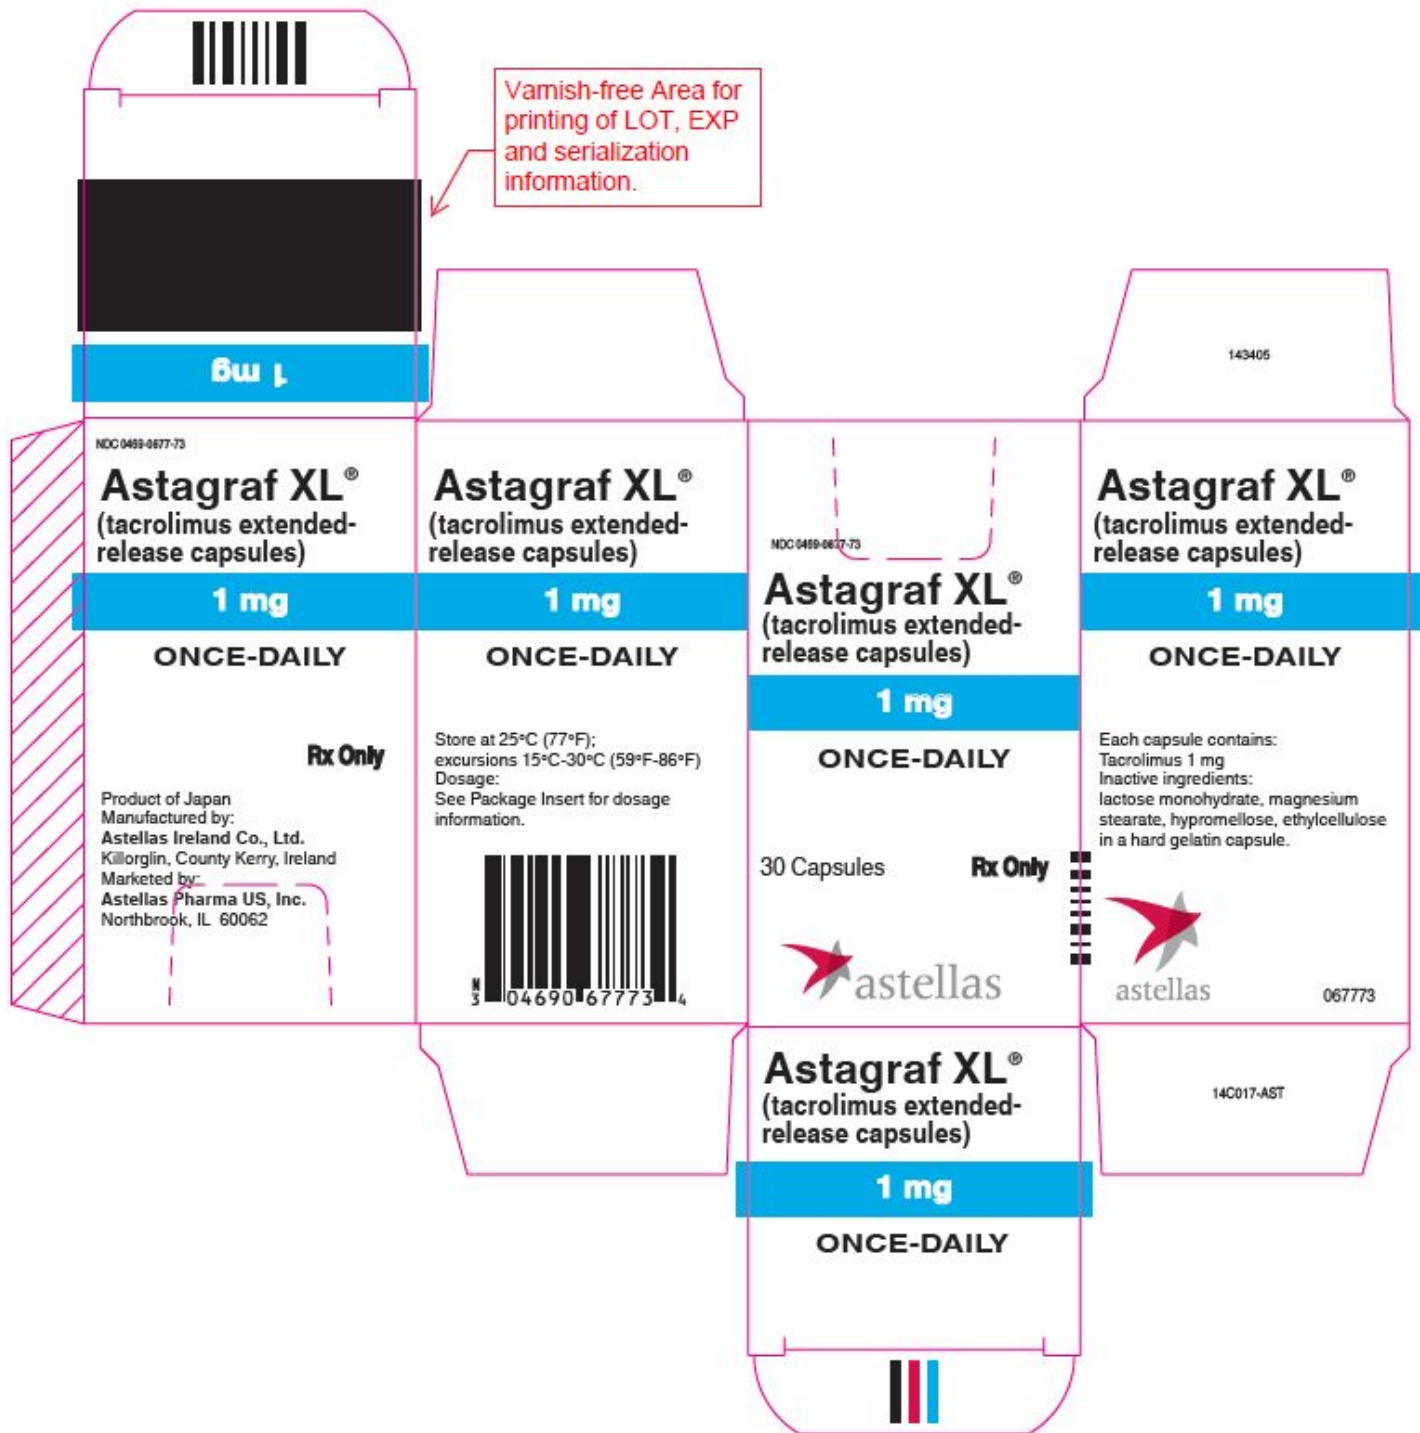 Varnish-free Area for
printing of LOT, EXP
and serialization
information.
1 mg
143405
NDC 0469-0677-73
Astagraf XL®
(tacrolimus extended-
release capsules)
1 mg
ONCE-DAILY
Rx Only
Product of Japan
Manufactured by:
Astellas Ireland Co., Ltd.
Killorglin, County Kerry, Ireland
Marketed by:
Astellas Pharma US, Inc.
Northbrook, IL 60062
Astagraf XL®
(tacrolimus extended-
release capsules)
1 mg
ONCE-DAILY
Store at 25°C (77°F);
excursions 15°C-30°C (59°F-86°F)
Dosage:
See Package Insert for dosage
information.
N
3 04690 67773 4
NDC 0469-0677-73
Astagraf XL®
(tacrolimus extended-
release capsules)
1 mg
ONCE-DAILY
30 Capsules Rx Only
astellas
Astagraf XL®
(tacrolimus extended-
release capsules)
1 mg
ONCE-DAILY
Each capsule contains:
Tacrolimus 1 mg
Inactive ingredients:
lactose monohydrate, magnesium
stearate, hypromellose, ethylcellulose
in a hard gelatin capsule.
astellas
067773
Astagraf XL®
(tacrolimus extended-
release capsules)
1 mg
ONCE-DAILY
14C017-AST